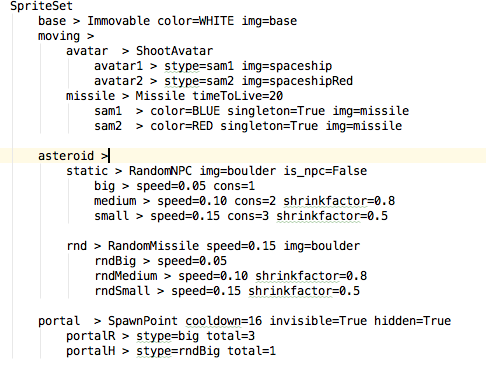 SpriteSet
    base > Immovable color=WHITE img=base
    moving >
        avatar  > ShootAvatar
            avatar1 > stype=sam1 img=spaceship
            avatar2 > stype=sam2 img=spaceshipRed
        missile > Missile timeToLive=20
            sam1  > color=BLUE singleton=True img=missile
            sam2  > color=RED singleton=True img=missile

    asteroid >
        static > RandomNPC img=boulder is_npc=False
            big > speed=0.05 cons=1
            medium > speed=0.10 cons=2 shrinkfactor=0.8
            small > speed=0.15 cons=3 shrinkfactor=0.5

        rnd > RandomMissile speed=0.15 img=boulder
            rndBig > speed=0.05
            rndMedium > speed=0.10 shrinkfactor=0.8
            rndSmall > speed=0.15 shrinkfactor=0.5

    portal  > SpawnPoint cooldown=16 invisible=True hidden=True
        portalR > stype=big total=3
        portalH > stype=rndBig total=1